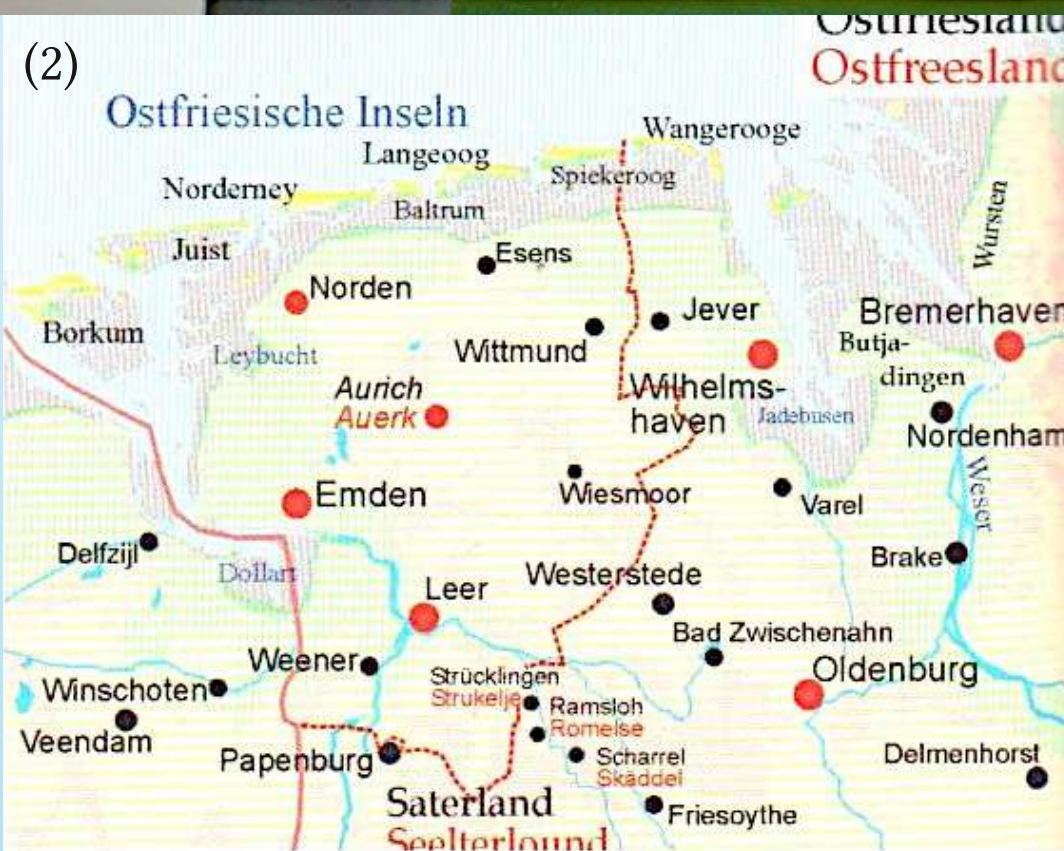 (2)
Ostfriesland
Ostfreesland
Ostfriesische Inseln
Wangerooge
Langeoog
Spiekeroog
Norderney
Baltrum
Juist
Wursten
Esens
Norden
Jever
Bremerhaven
Borkum
Leybucht
Wittmund
Butja-
dingen
Aurich
Auerk
Wilhelms-
haven
Jadebusen
Nordenham
Weser
Emden
Wiesmoor
Varel
Delfzijl
Dollart
Brake
Westerstede
Leer
Bad Zwischenahn
Weener
Oldenburg
Strücklingen
Strukelje
Winschoten
Ramsloh
Romelse
Veendam
Papenburg
Scharrel
Skäddel
Delmenhorst
Saterland
Seelterlound
Friesoythe